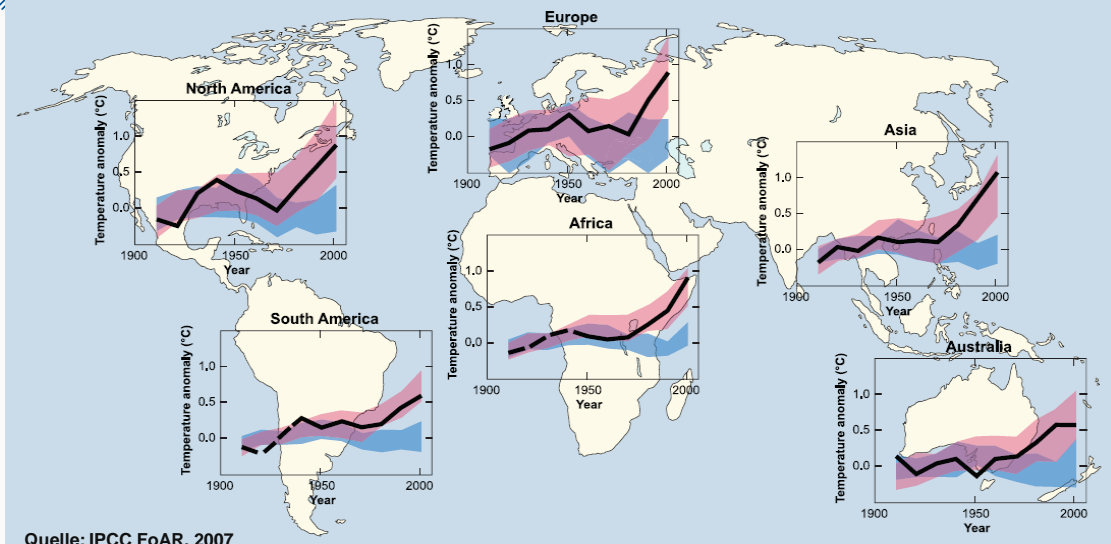 Europe
Temperature anomaly (°C)
1.0
0.5
0.0
1900
1950
2000
Year
North America
Temperature anomaly (°C)
1.0
0.5
0.0
1900
1950
2000
Year
Asia
Temperature anomaly (°C)
1.0
0.5
0.0
1900
1950
2000
Year
Africa
Temperature anomaly (°C)
1.0
0.5
0.0
1900
1950
2000
Year
South America
Temperature anomaly (°C)
1.0
0.5
0.0
1900
1950
2000
Year
Australia
Temperature anomaly (°C)
1.0
0.5
0.0
1900
1950
2000
Year
Quelle: IPCC FoAR, 2007